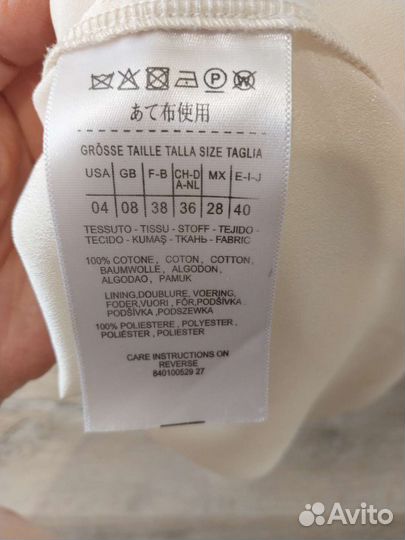 あて布使用
GRÖSSE TAILLE TALLA SIZE TAGLIA
USA GB F-B CH-D A-NL MX E-I-J
04 08 38 36 28 40
TESSUTO - TISSU - STOFF - TEJIDO -
TECIDO - KUMAŞ - ТКАНЬ - FABRIC
100% COTONE, COTON, COTTON,
BAUMWOLLE, ALGODON,
ALGODAO, PAMUK
LINING,DOUBLURE, VOERING,
FODER,VUORI , FÔR,PODŠÍVKA
,PODŠÍVKA,PODSZEWKA
100% POLIESTERE, POLYESTER,
POLIÉSTER, POLIESTER
CARE INSTRUCTIONS ON
REVERSE
840100529 27
Avito